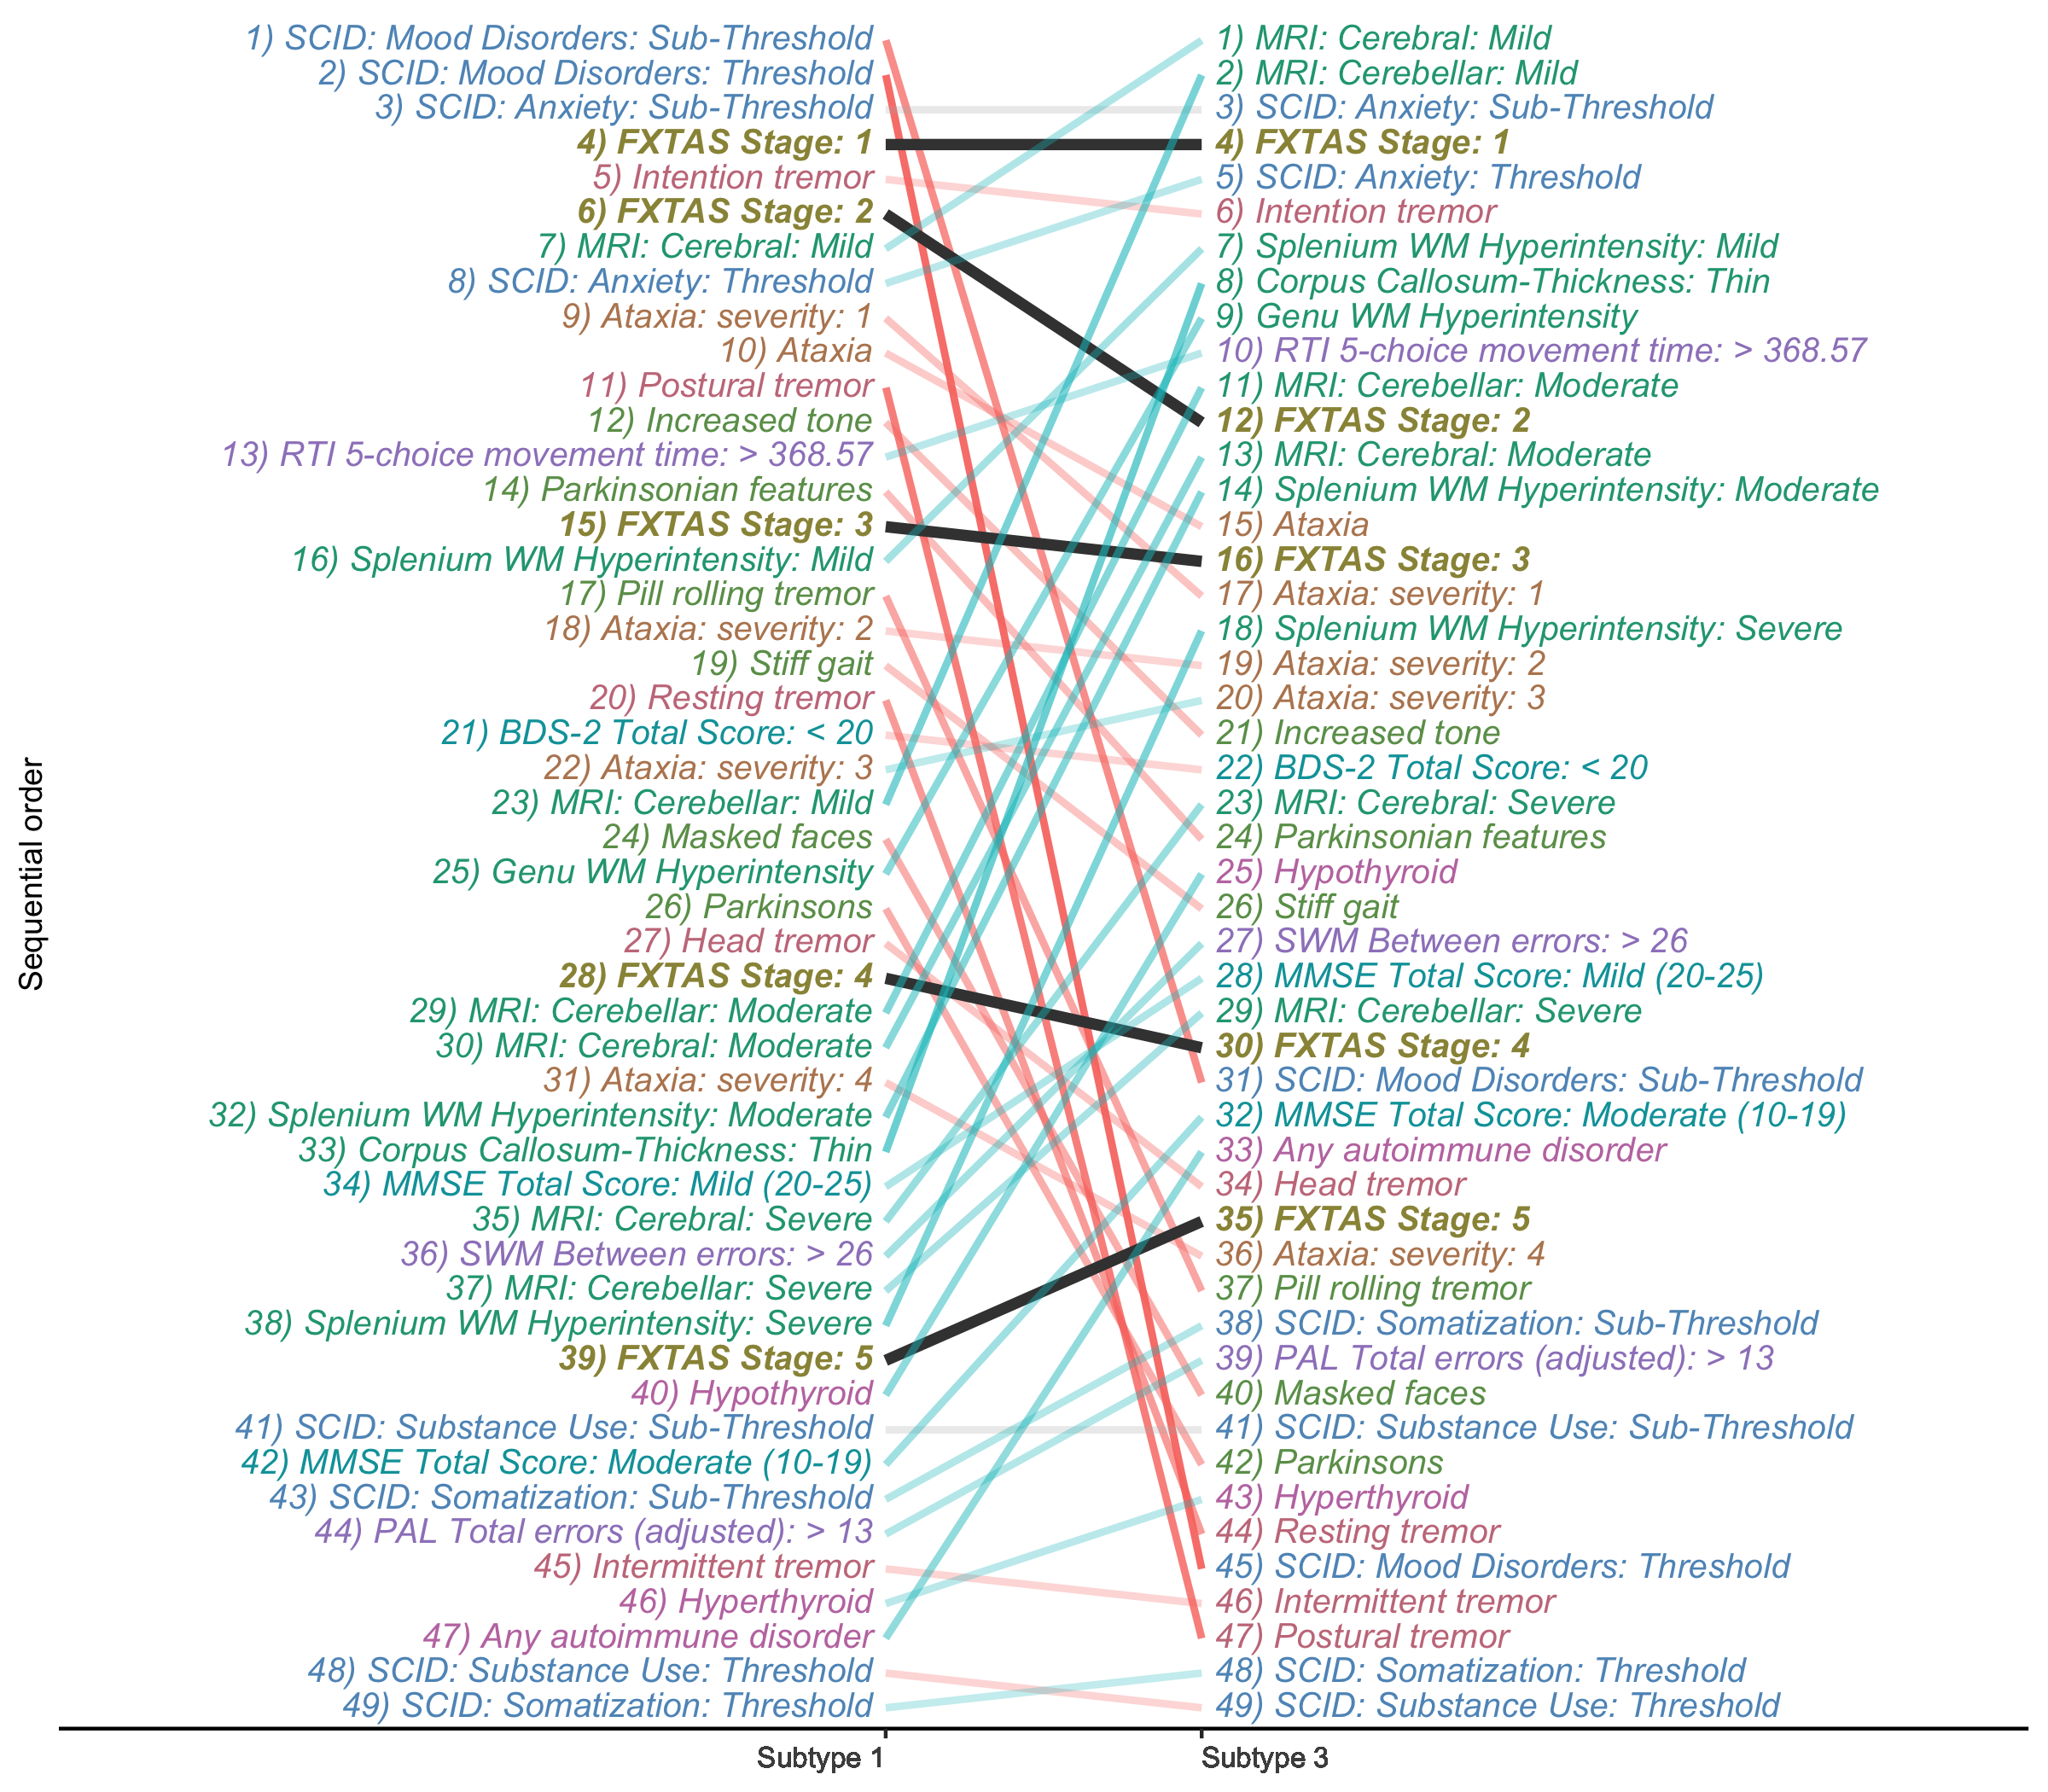 Sequential order
1) SCID: Mood Disorders: Sub-Threshold
2) SCID: Mood Disorders: Threshold
3) SCID: Anxiety: Sub-Threshold
4) FXTAS Stage: 1
5) Intention tremor
6) FXTAS Stage: 2
7) MRI: Cerebral: Mild
8) SCID: Anxiety: Threshold
9) Ataxia: severity: 1
10) Ataxia
11) Postural tremor
12) Increased tone
13) RTI 5-choice movement time: > 368.57
14) Parkinsonian features
15) FXTAS Stage: 3
16) Splenium WM Hyperintensity: Mild
17) Pill rolling tremor
18) Ataxia: severity: 2
19) Stiff gait
20) Resting tremor
21) BDS-2 Total Score: < 20
22) Ataxia: severity: 3
23) MRI: Cerebellar: Mild
24) Masked faces
25) Genu WM Hyperintensity
26) Parkinsons
27) Head tremor
28) FXTAS Stage: 4
29) MRI: Cerebellar: Moderate
30) MRI: Cerebral: Moderate
31) Ataxia: severity: 4
32) Splenium WM Hyperintensity: Moderate
33) Corpus Callosum-Thickness: Thin
34) MMSE Total Score: Mild (20-25)
35) MRI: Cerebral: Severe
36) SWM Between errors: > 26
37) MRI: Cerebellar: Severe
38) Splenium WM Hyperintensity: Severe
39) FXTAS Stage: 5
40) Hypothyroid
41) SCID: Substance Use: Sub-Threshold
42) MMSE Total Score: Moderate (10-19)
43) SCID: Somatization: Sub-Threshold
44) PAL Total errors (adjusted): > 13
45) Intermittent tremor
46) Hyperthyroid
47) Any autoimmune disorder
48) SCID: Substance Use: Threshold
49) SCID: Somatization: Threshold
1) MRI: Cerebral: Mild
2) MRI: Cerebellar: Mild
3) SCID: Anxiety: Sub-Threshold
4) FXTAS Stage: 1
5) SCID: Anxiety: Threshold
6) Intention tremor
7) Splenium WM Hyperintensity: Mild
8) Corpus Callosum-Thickness: Thin
9) Genu WM Hyperintensity
10) RTI 5-choice movement time: > 368.57
11) MRI: Cerebellar: Moderate
12) FXTAS Stage: 2
13) MRI: Cerebral: Moderate
14) Splenium WM Hyperintensity: Moderate
15) Ataxia
16) FXTAS Stage: 3
17) Ataxia: severity: 1
18) Splenium WM Hyperintensity: Severe
19) Ataxia: severity: 2
20) Ataxia: severity: 3
21) Increased tone
22) BDS-2 Total Score: < 20
23) MRI: Cerebral: Severe
24) Parkinsonian features
25) Hypothyroid
26) Stiff gait
27) SWM Between errors: > 26
28) MMSE Total Score: Mild (20-25)
29) MRI: Cerebellar: Severe
30) FXTAS Stage: 4
31) SCID: Mood Disorders: Sub-Threshold
32) MMSE Total Score: Moderate (10-19)
33) Any autoimmune disorder
34) Head tremor
35) FXTAS Stage: 5
36) Ataxia: severity: 4
37) Pill rolling tremor
38) SCID: Somatization: Sub-Threshold
39) PAL Total errors (adjusted): > 13
40) Masked faces
41) SCID: Substance Use: Sub-Threshold
42) Parkinsons
43) Hyperthyroid
44) Resting tremor
45) SCID: Mood Disorders: Threshold
46) Intermittent tremor
47) Postural tremor
48) SCID: Somatization: Threshold
49) SCID: Substance Use: Threshold
Subtype 1
Subtype 3